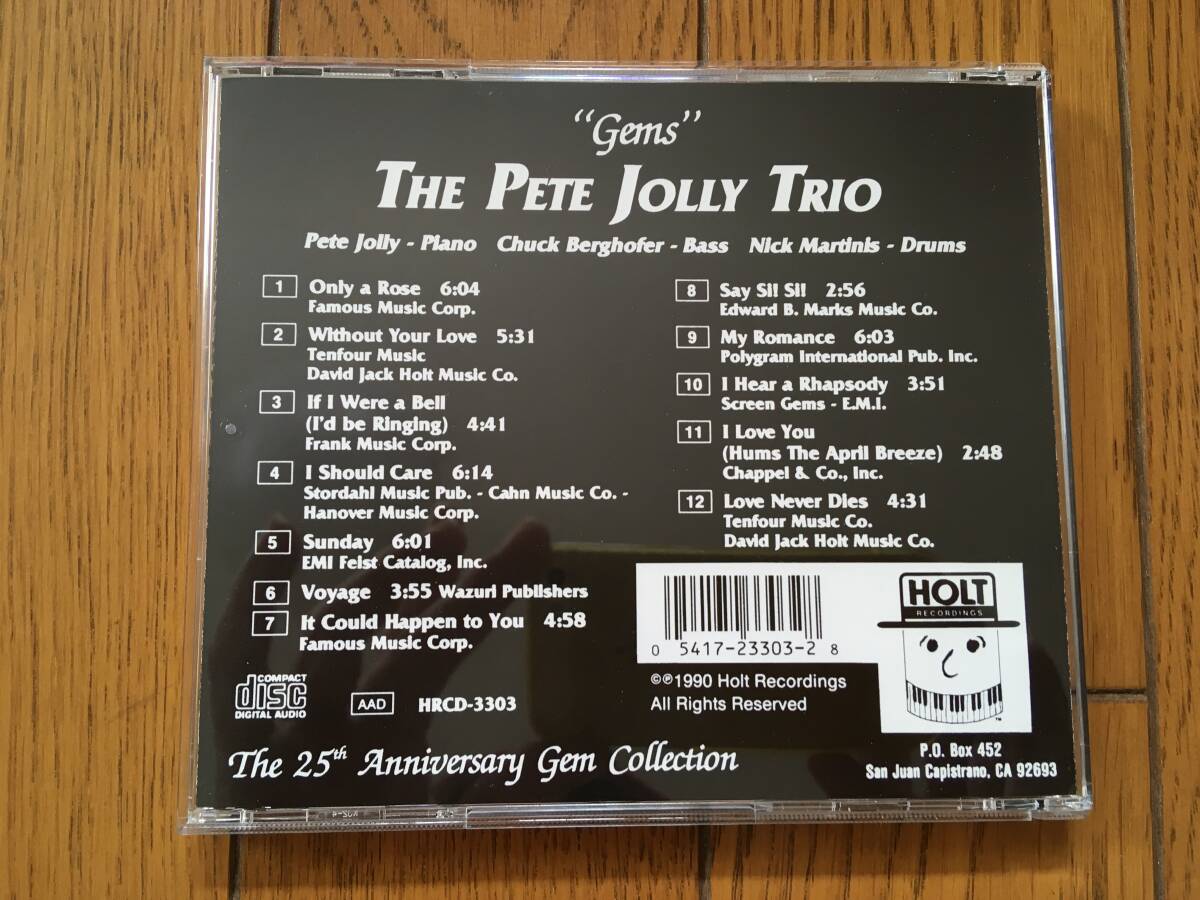 "Gems"
THE PETE JOLLY TRIO
Pete Jolly - Piano Chuck Berghofer - Bass Nick Martinis - Drums
1 Only a Rose 6:04
Famous Music Corp.
2 Without Your Love 5:31
Tenfour Music
David Jack Holt Music Co.
3 If I Were a Bell
(I'd be Ringing) 4:41
Frank Music Corp.
4 I Should Care 6:14
Stordahl Music Pub. - Cahn Music Co. -
Hanover Music Corp.
5 Sunday 6:01
EMI Feist Catalog, Inc.
6 Voyage 3:55 Wazuri Publishers
7 It Could Happen to You 4:58
Famous Music Corp.
8 Say Si! Si! 2:56
Edward B. Marks Music Co.
9 My Romance 6:03
Polygram International Pub. Inc.
10 I Hear a Rhapsody 3:51
Screen Gems - E.M.I.
11 I Love You
(Hums The April Breeze) 2:48
Chappel & Co., Inc.
12 Love Never Dies 4:31
Tenfour Music Co.
David Jack Holt Music Co.
0 5417-23303-2 8
©℗1990 Holt Recordings
All Rights Reserved
HOLT
RECORDINGS
TM
P.O. Box 452
San Juan Capistrano, CA 92693
COMPACT
disc
DIGITAL AUDIO
AAD HRCD-3303
The 25th Anniversary Gem Collection